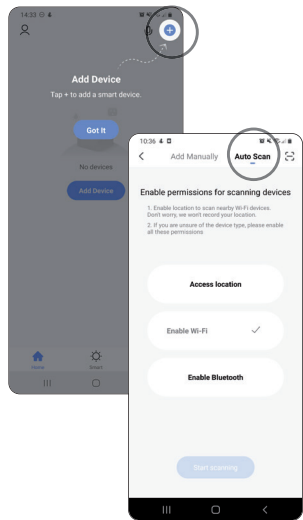 14:33
Add Device
Tap + to add a smart device.
Got It
No devices
Add Device
Home
Smart
10:36
Add Manually
Auto Scan
Enable permissions for scanning devices
1. Enable location to scan nearby Wi-Fi devices.
Don't worry, we won't record your location.
2. If you are unsure of the device type, please enable
all these permissions
Access location
Enable Wi-Fi
Enable Bluetooth
Start scanning